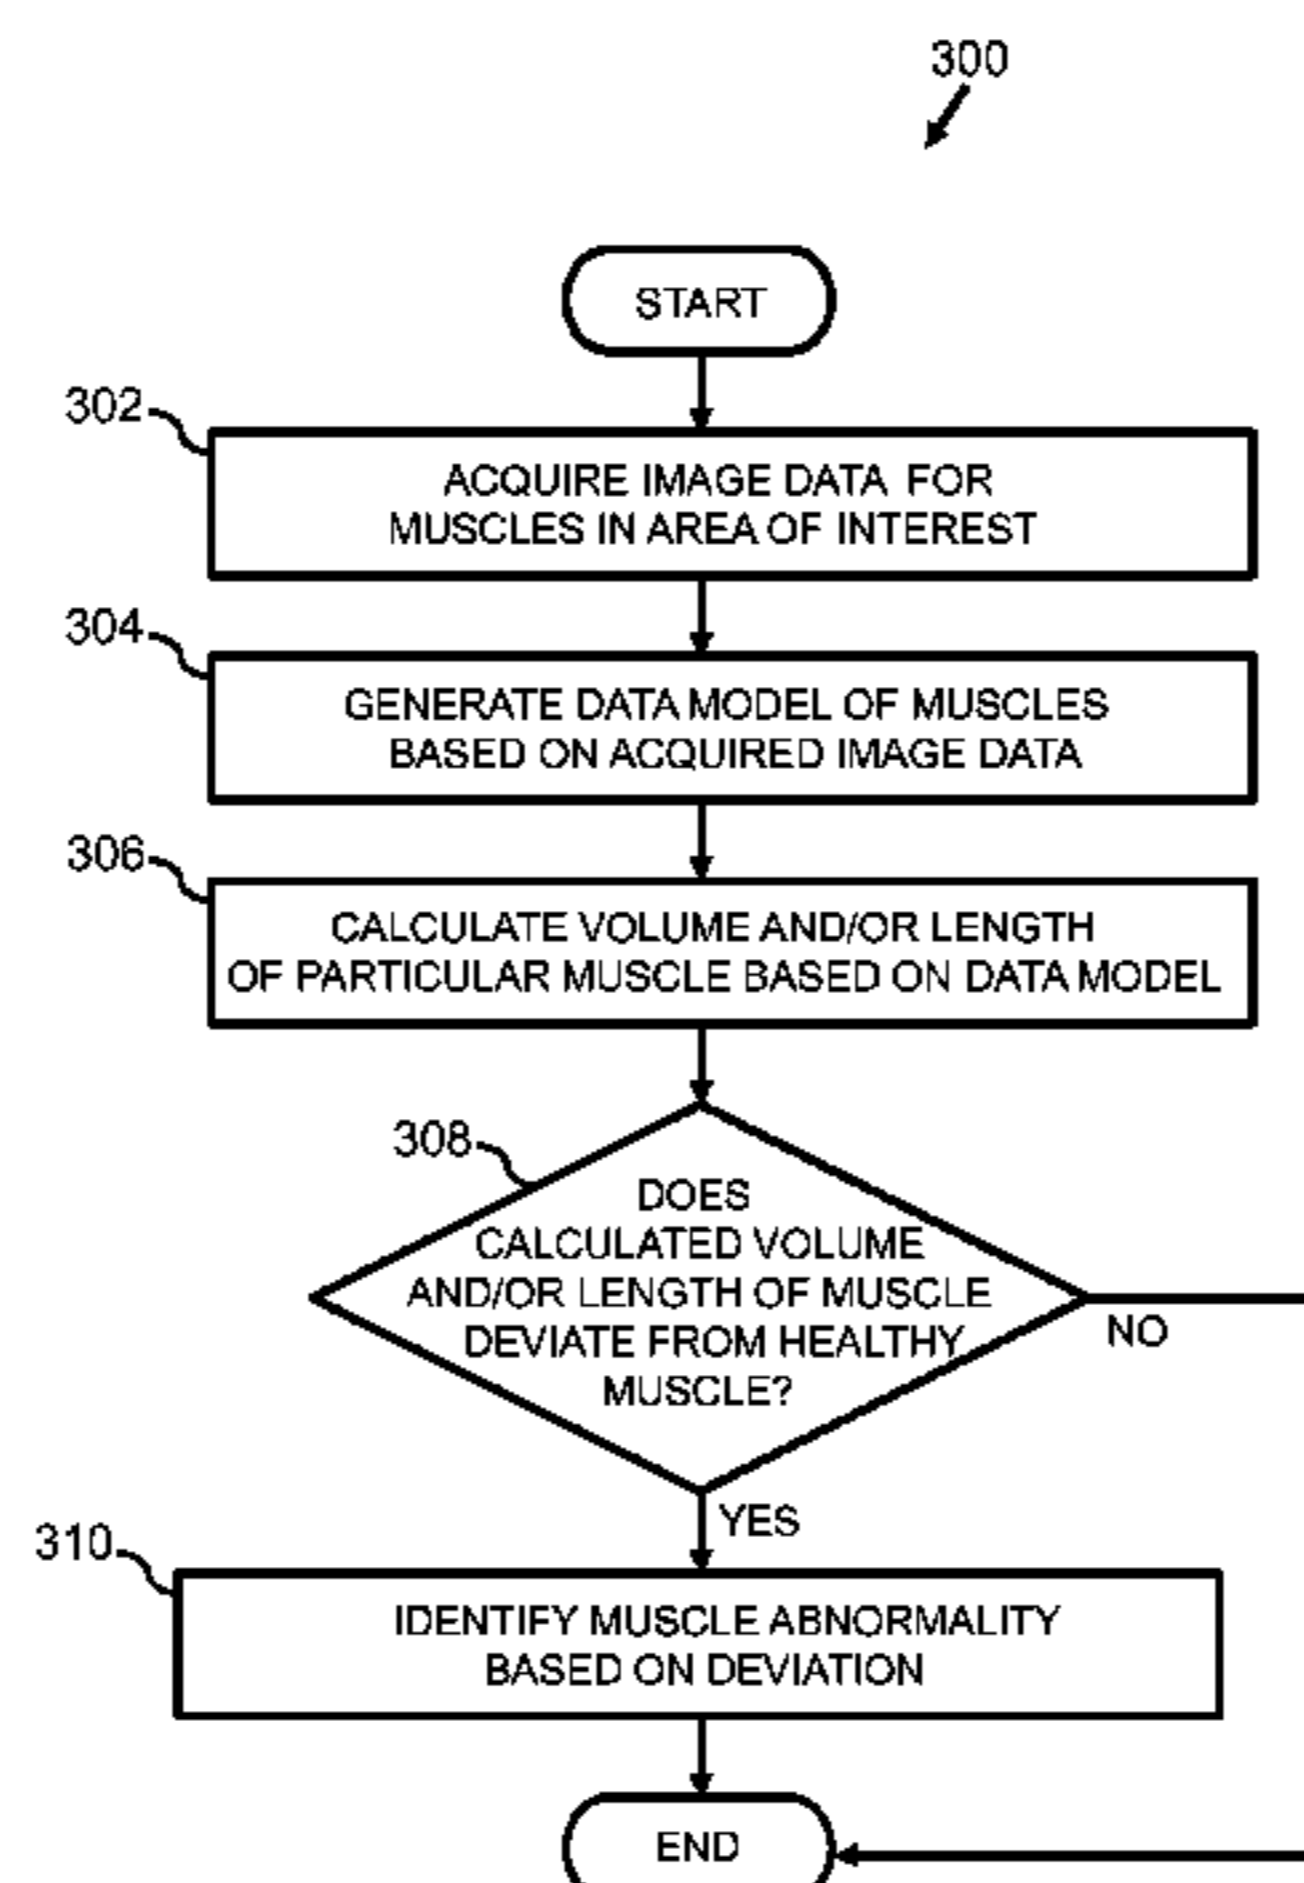 300
START
302
ACQUIRE IMAGE DATA FOR
MUSCLES IN AREA OF INTEREST
304
GENERATE DATA MODEL OF MUSCLES
BASED ON ACQUIRED IMAGE DATA
306
CALCULATE VOLUME AND/OR LENGTH
OF PARTICULAR MUSCLE BASED ON DATA MODEL
308
DOES
CALCULATED VOLUME
AND/OR LENGTH OF MUSCLE
DEVIATE FROM HEALTHY
MUSCLE?
NO
YES
310
IDENTIFY MUSCLE ABNORMALITY
BASED ON DEVIATION
END